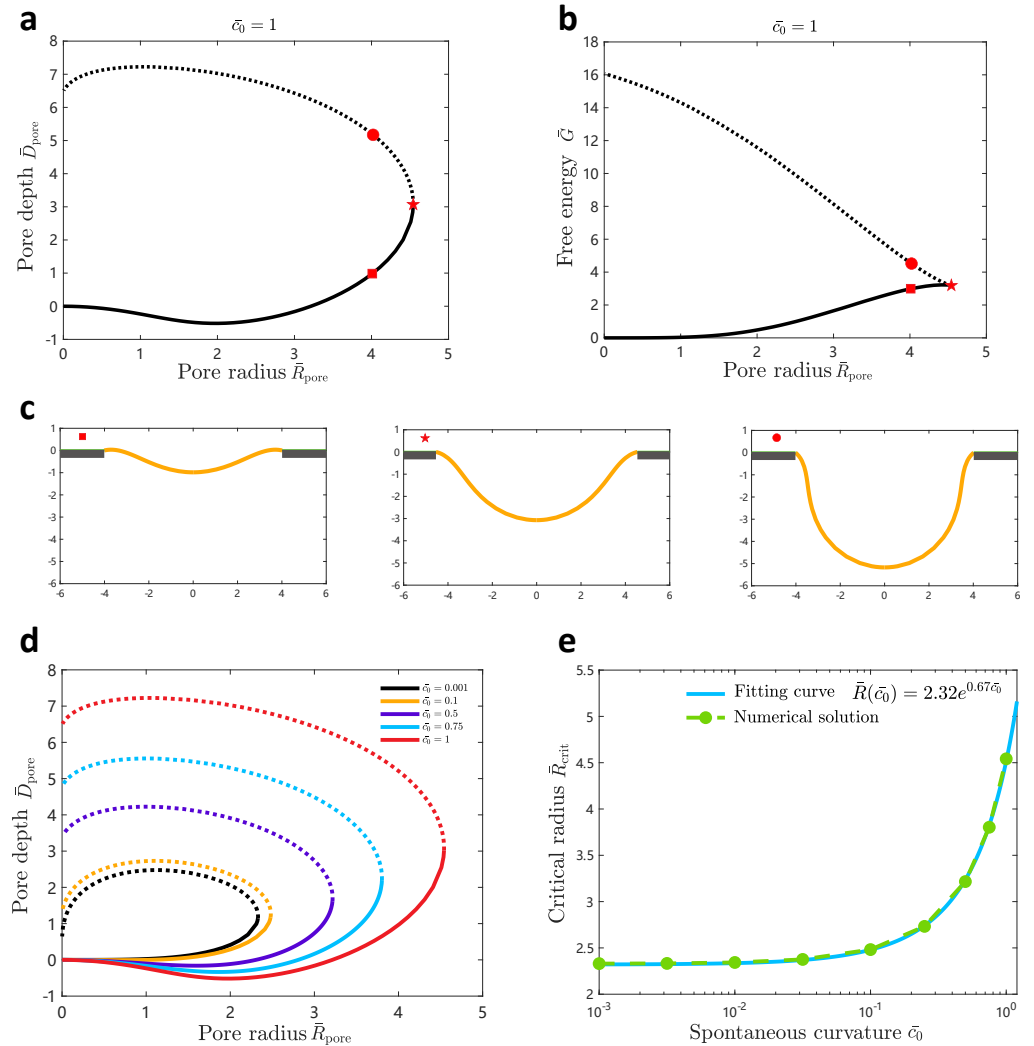 a
c̄₀ = 1
Pore depth D̄pore
8
7
6
5
4
3
2
1
0
-1
0 1 2 3 4 5
Pore radius R̄pore
b
c̄₀ = 1
Free energy Ḡ
18
16
14
12
10
8
6
4
2
0
0 1 2 3 4 5
Pore radius R̄pore
c
1
0
-1
-2
-3
-4
-5
-6
-6 -4 -2 0 2 4 6
1
0
-1
-2
-3
-4
-5
-6
-6 -4 -2 0 2 4 6
1
0
-1
-2
-3
-4
-5
-6
-6 -4 -2 0 2 4 6
d
Pore depth D̄pore
8
7
6
5
4
3
2
1
0
-1
c̄₀ = 0.001
c̄₀ = 0.1
c̄₀ = 0.5
c̄₀ = 0.75
c̄₀ = 1
0 1 2 3 4 5
Pore radius R̄pore
e
Critical radius R̄crit
5.5
5
4.5
4
3.5
3
2.5
2
Fitting curve R̄(c̄₀) = 2.32e^0.67c̄₀
Numerical solution
10⁻³ 10⁻² 10⁻¹ 10⁰
Spontaneous curvature c̄₀